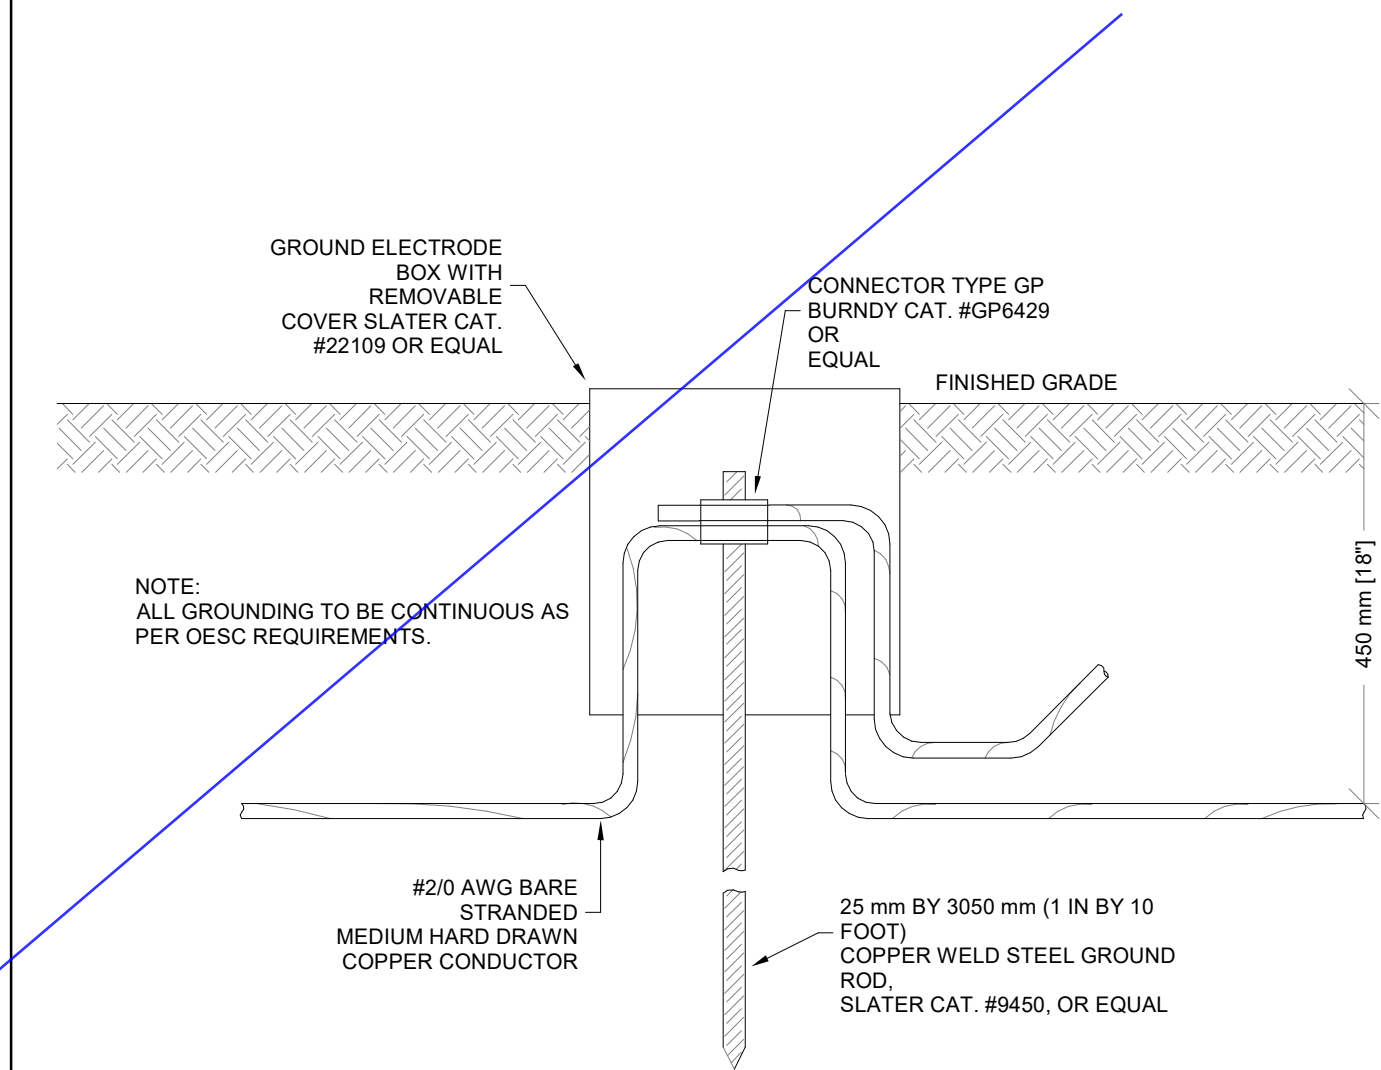 GROUND ELECTRODE
BOX WITH
REMOVABLE
COVER SLATER CAT.
#22109 OR EQUAL
CONNECTOR TYPE GP
BURNDY CAT. #GP6429
OR
EQUAL
FINISHED GRADE
NOTE:
ALL GROUNDING TO BE CONTINUOUS AS
PER OESC REQUIREMENTS.
450 mm [18"]
#2/0 AWG BARE
STRANDED
MEDIUM HARD DRAWN
COPPER CONDUCTOR
25 mm BY 3050 mm (1 IN BY 10
FOOT)
COPPER WELD STEEL GROUND
ROD,
SLATER CAT. #9450, OR EQUAL